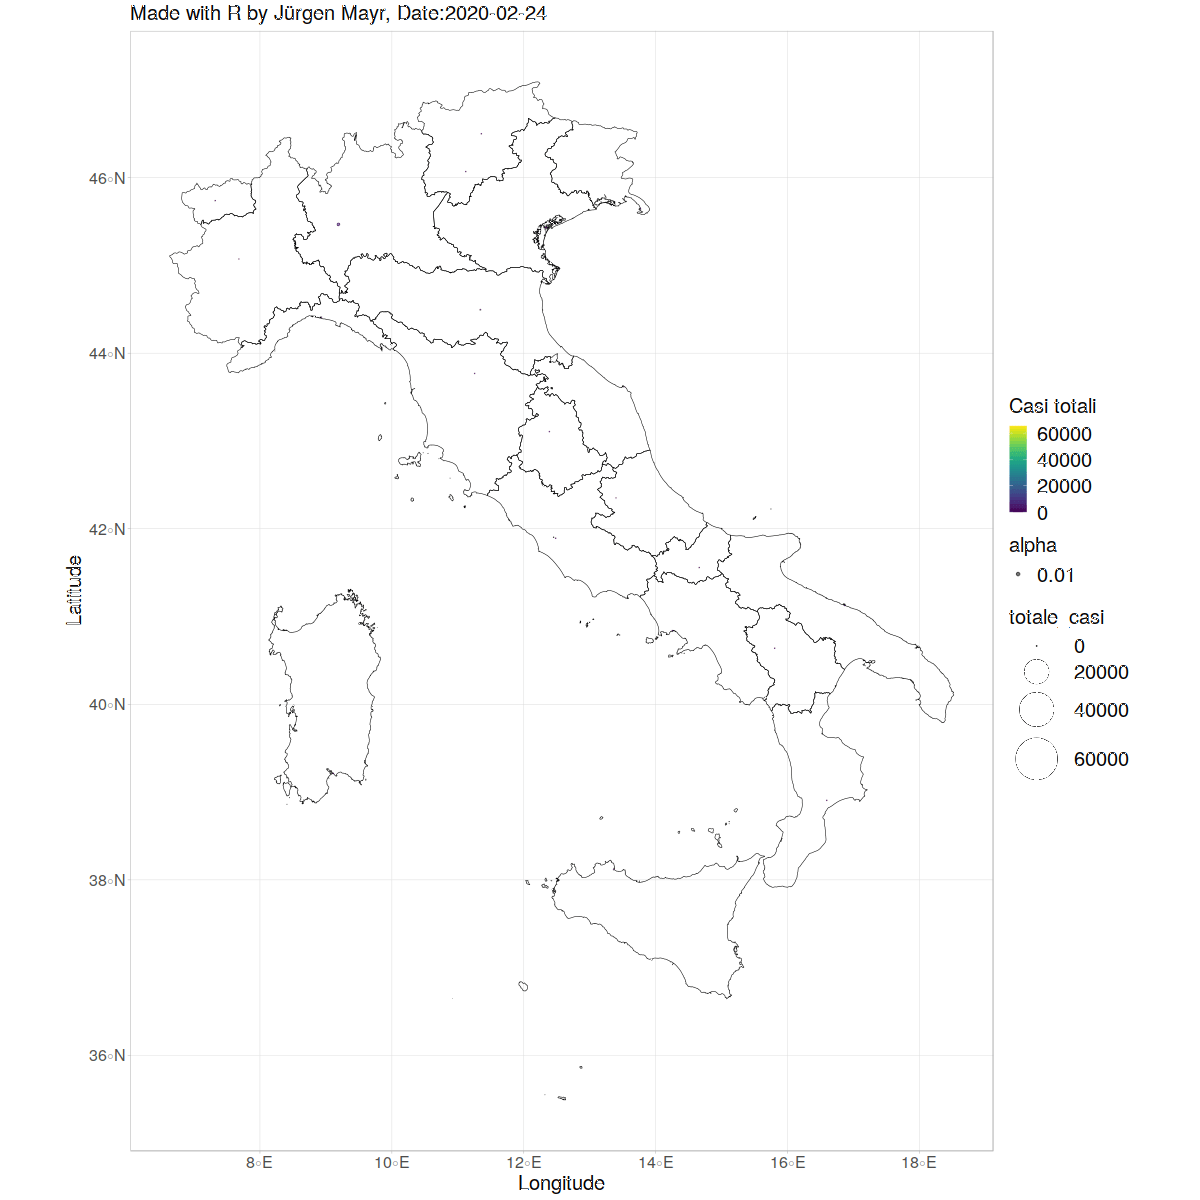 Made with R by Jürgen Mayr, Date:2020-02-24
46°N
44°N
42°N
40°N
38°N
36°N
Latitude
8°E
10°E
12°E
14°E
16°E
18°E
Longitude
Casi totali
60000
40000
20000
0
alpha
0.01
totale_casi
0
20000
40000
60000